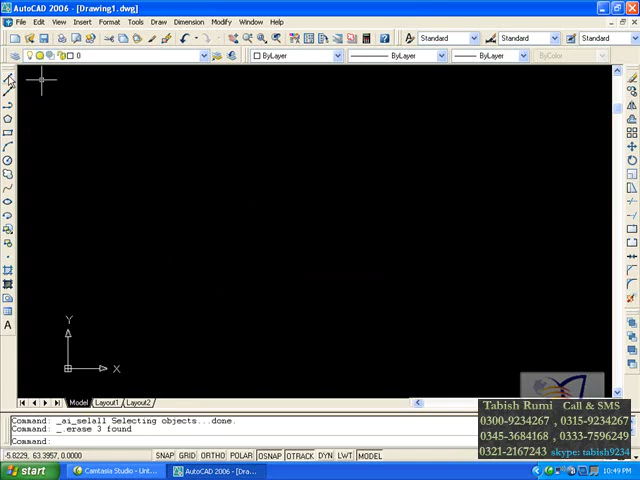 AutoCAD 2006 - [Drawing1.dwg]
File Edit View Insert Format Tools Draw Dimension Modify Window Help
Standard Standard Standard
0 ByLayer ByLayer ByLayer ByColor
Y
X
A
Model Layout1 Layout2
Command: _ai_selall Selecting objects...done.
Command: _.erase 3 found
Command:
-5.8229, 63.3957, 0.0000 SNAP GRID ORTHO POLAR OSNAP OTRACK DYN LWT MODEL
Tabish Rumi Call & SMS
0300-9234267 , 0315-9234267
0345-3684168 , 0333-7596249
0321-2167243 skype: tabish9234
start Camtasia Studio - Unt... AutoCAD 2006 - [Dra... 10:49 PM